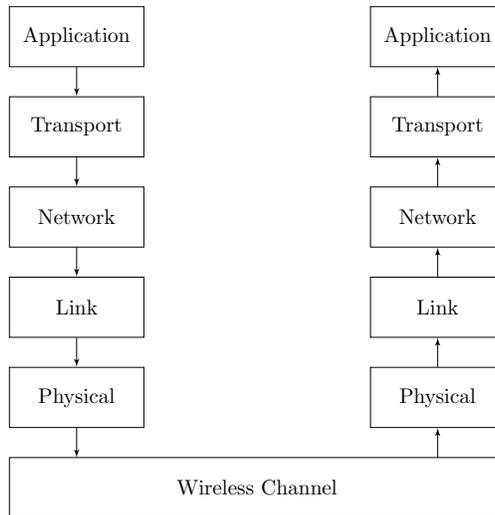 Application
Application
Transport
Transport
Network
Network
Link
Link
Physical
Physical
Wireless Channel